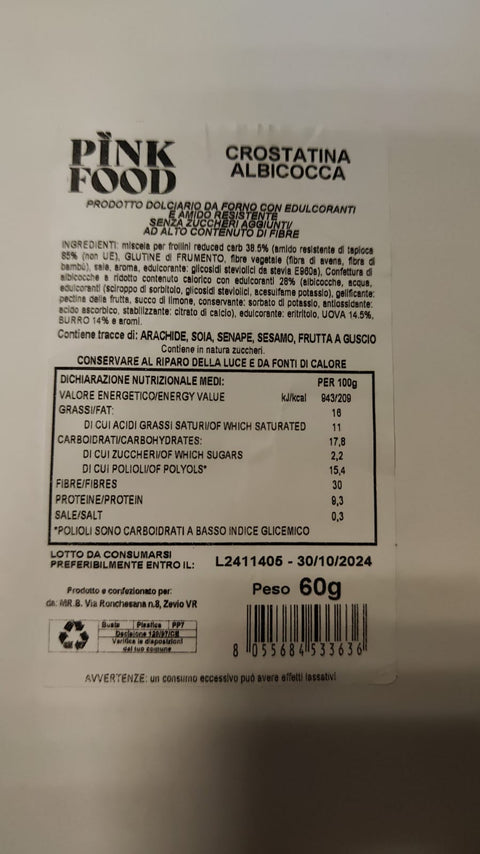 PINK
FOOD
CROSTATINA
ALBICOCCA
PRODOTTO DOLCIARIO DA FORNO CON EDULCORANTI
E AMIDO RESISTENTE
SENZA ZUCCHERI AGGIUNTI/
AD ALTO CONTENUTO DI FIBRE
INGREDIENTI: miscela per frollini reduced carb 38.5% (amido resistente di tapioca
85% (non UE), GLUTINE di FRUMENTO, fibre vegetale (fibra di avena, fibra di
bambù), sale, aroma, edulcorante: glicosidi steviolici da stevia E960a), Confettura di
albicocche a ridotto contenuto calorico con edulcoranti 28% (albicocche, acqua,
edulcoranti (sciroppo di sorbitolo, glicosidi steviolici, acesulfame potassio), gelificante:
pectina della frutta, succo di limone, conservante: sorbato di potassio, antiossidante:
acido ascorbico, stabilizzante: citrato di calcio), edulcorante: eritritolo, UOVA 14.5%,
BURRO 14% e aromi.
Contiene tracce di: ARACHIDE, SOIA, SENAPE, SESAMO, FRUTTA A GUSCIO
Contiene in natura zuccheri.
CONSERVARE AL RIPARO DELLA LUCE E DA FONTI DI CALORE
DICHIARAZIONE NUTRIZIONALE MEDI: PER 100g
VALORE ENERGETICO/ENERGY VALUE kJ/kcal 943/209
GRASSI/FAT: 16
DI CUI ACIDI GRASSI SATURI/OF WHICH SATURATED 11
CARBOIDRATI/CARBOHYDRATES: 17,8
DI CUI ZUCCHERI/OF WHICH SUGARS 2,2
DI CUI POLIOLI/OF POLYOLS* 15,4
FIBRE/FIBRES 30
PROTEINE/PROTEIN 9,3
SALE/SALT 0,3
*POLIOLI SONO CARBOIDRATI A BASSO INDICE GLICEMICO
LOTTO DA CONSUMARSI
PREFERIBILMENTE ENTRO IL: L2411405 - 30/10/2024
Prodotto e confezionato per:
da: MR.B. Via Ronchesana n.8, Zevio VR
Peso 60g
Busta Plastica PP7
Decisione 129/97/CE
Verifica le disposizioni
del tuo comune
8 055684 533636
AVVERTENZE: un consumo eccessivo può avere effetti lassativi